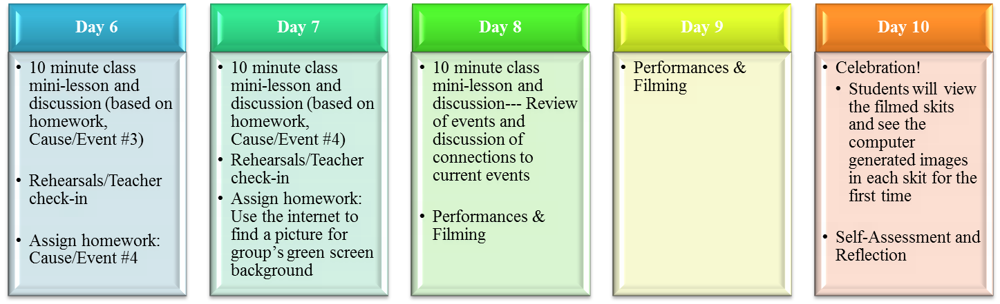 Day 6
• 10 minute class
mini-lesson and
discussion (based on
homework,
Cause/Event #3)
• Rehearsals/Teacher
check-in
• Assign homework:
Cause/Event #4
Day 7
• 10 minute class
mini-lesson and
discussion (based on
homework,
Cause/Event #4)
• Rehearsals/Teacher
check-in
• Assign homework:
Use the internet to
find a picture for
group’s green screen
background
Day 8
• 10 minute class
mini-lesson and
discussion--- Review
of events and
discussion of
connections to
current events
• Performances &
Filming
Day 9
• Performances &
Filming
Day 10
• Celebration!
• Students will view
the filmed skits
and see the
computer
generated images
in each skit for the
first time
• Self-Assessment and
Reflection